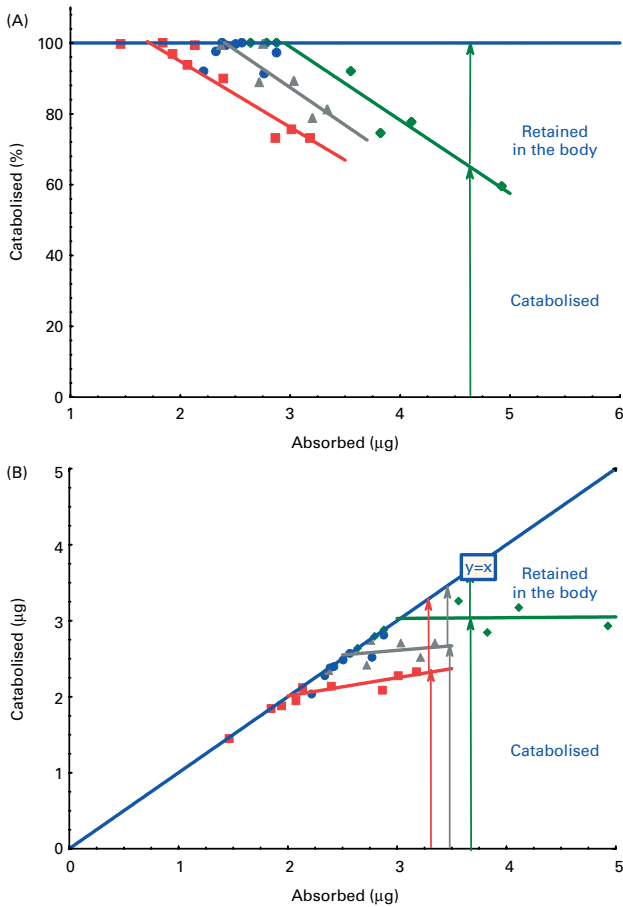 (A)
100
80
60
40
20
0
Catabolised (%)
Retained
in the body
Catabolised
1
2
3
4
5
6
Absorbed (μg)
(B)
5
4
3
2
1
0
Catabolised (μg)
y=x
Retained
in the body
Catabolised
0
1
2
3
4
5
Absorbed (μg)